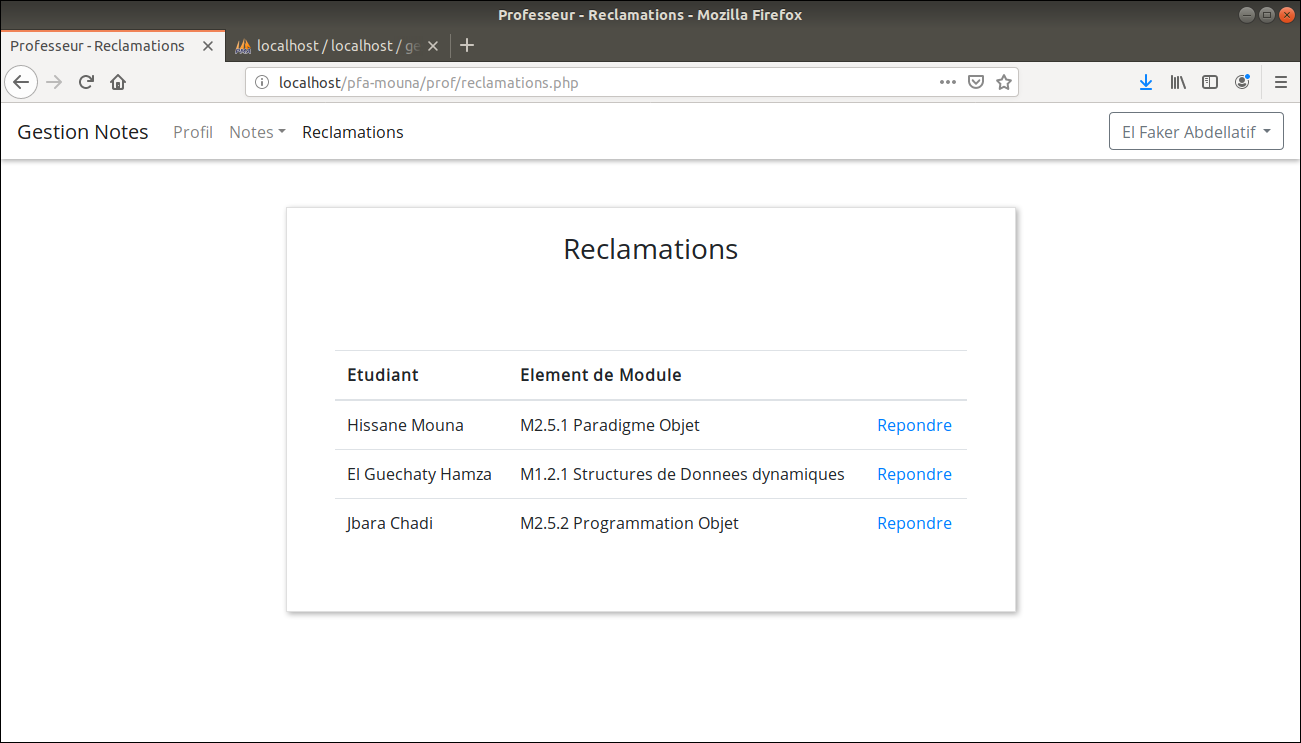 Professeur - Reclamations - Mozilla Firefox
Professeur - Reclamations localhost / localhost / ge
localhost/pfa-mouna/prof/reclamations.php
Gestion Notes Profil Notes Reclamations El Faker Abdellatif
Reclamations
Etudiant Element de Module
Hissane Mouna M2.5.1 Paradigme Objet Repondre
El Guechaty Hamza M1.2.1 Structures de Donnees dynamiques Repondre
Jbara Chadi M2.5.2 Programmation Objet Repondre